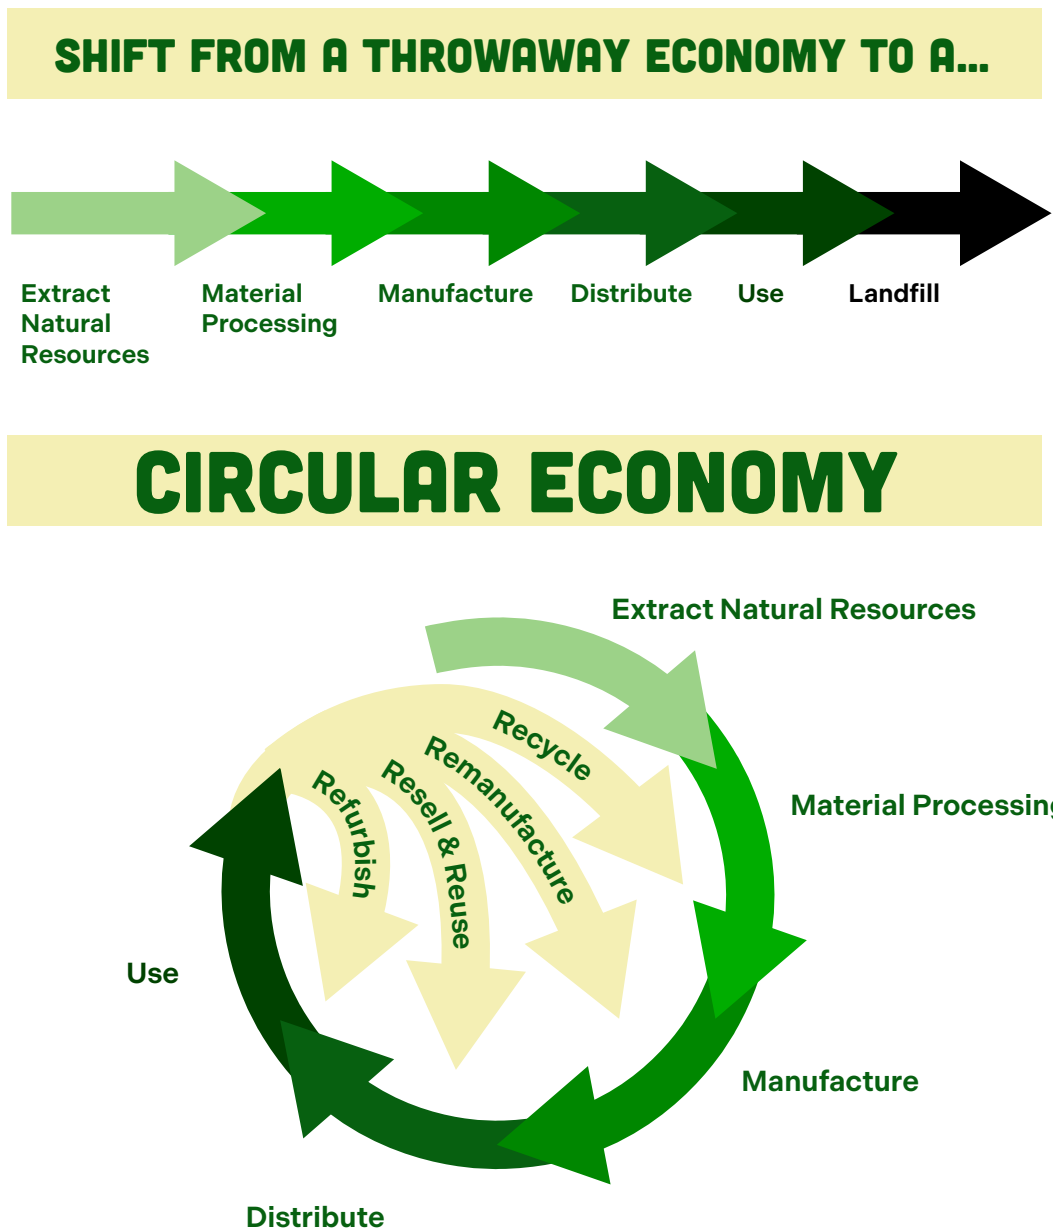 SHIFT FROM A THROWAWAY ECONOMY TO A...
Extract
Natural
Resources
Material
Processing
Manufacture
Distribute
Use
Landfill
CIRCULAR ECONOMY
Extract Natural Resources
Recycle
Remanufacture
Resell & Reuse
Refurbish
Material Processing
Use
Manufacture
Distribute